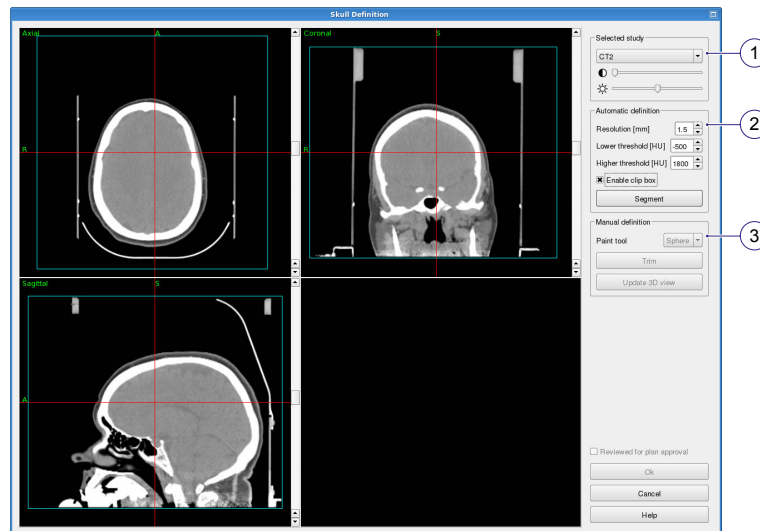 Skull Definition
Axial
A
R
Coronal
S
R
Sagittal
S
A
Selected study
CT2
1
Automatic definition
Resolution [mm] 1.5
2
Lower threshold [HU] -500
Higher threshold [HU] 1800
Enable clip box
Segment
Manual definition
Paint tool Sphere
3
Trim
Update 3D view
Reviewed for plan approval
Ok
Cancel
Help